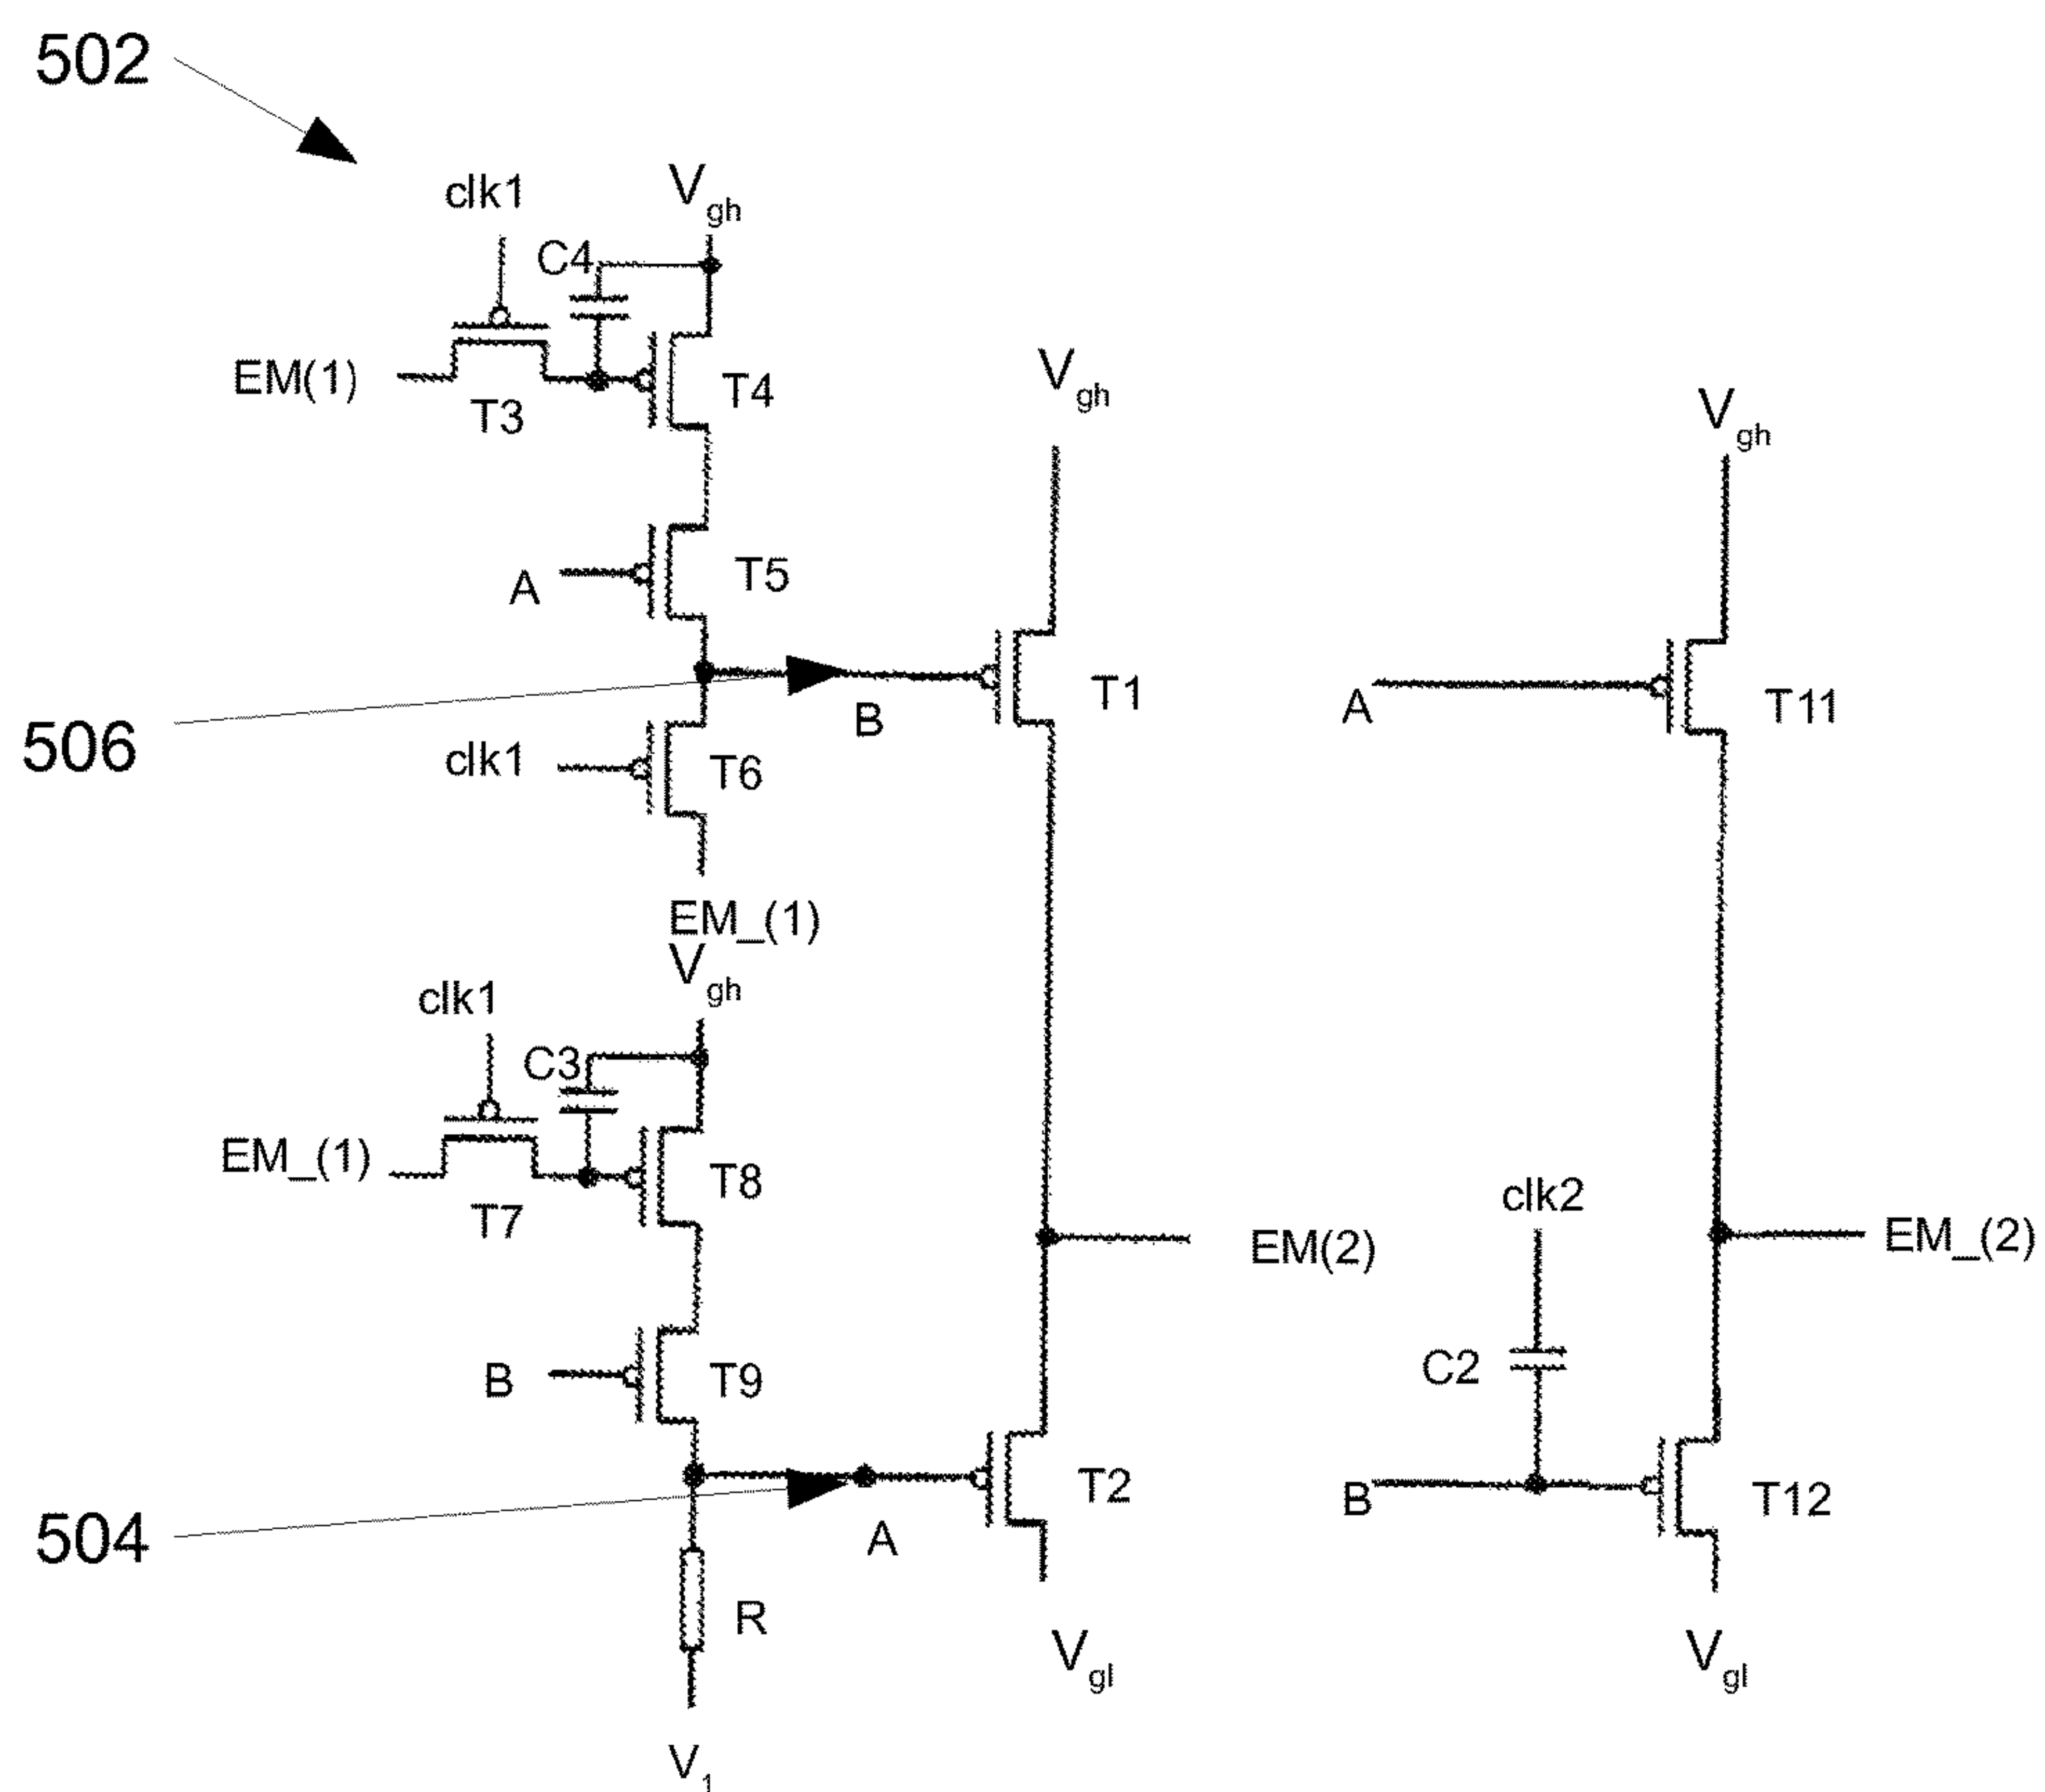 502
clk1
Vgh
C4
EM(1)
T3
T4
Vgh
Vgh
A
T5
506
B
T1
A
T11
clk1
T6
EM_(1)
Vgh
clk1
C3
EM_(1)
T8
T7
clk2
EM(2)
EM_(2)
B
T9
C2
504
A
T2
B
T12
R
Vgl
Vgl
V1